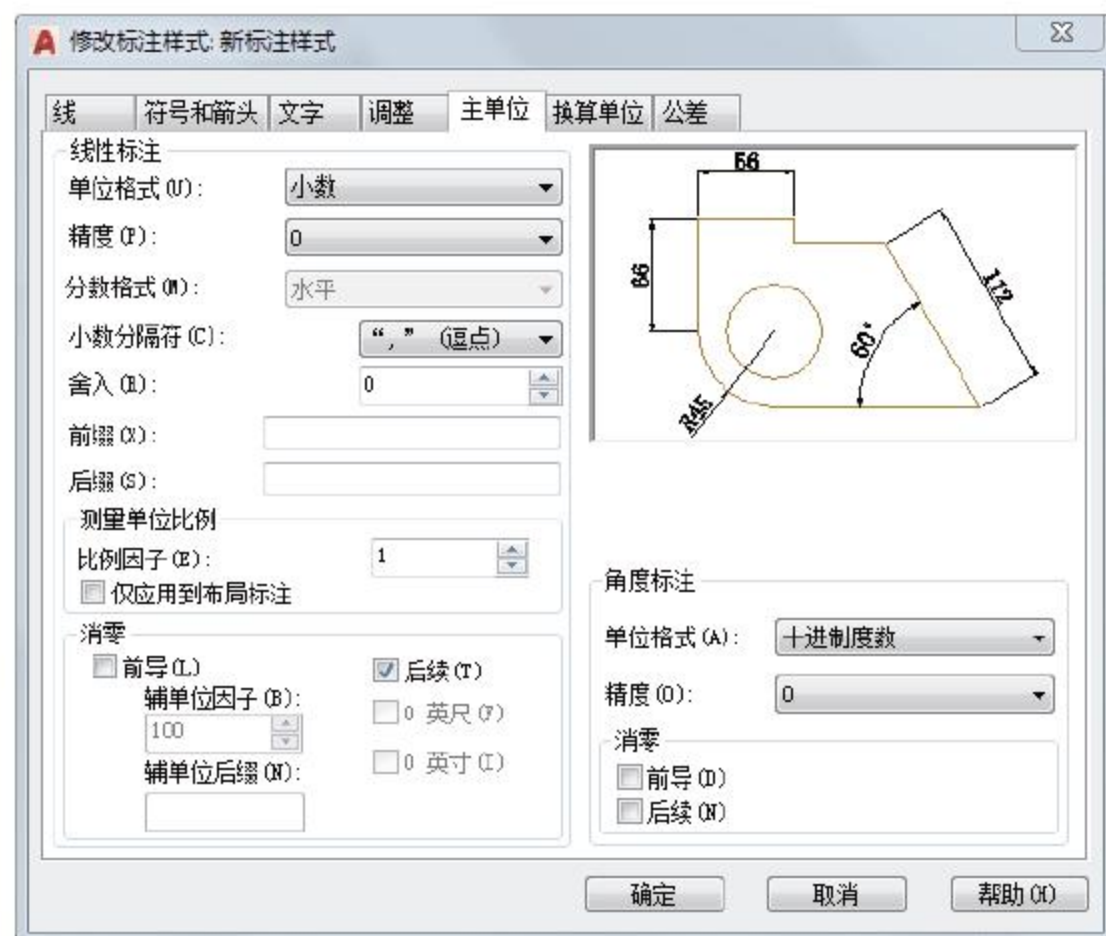 修改标注样式: 新标注样式
线 符号和箭头 文字 调整 主单位 换算单位 公差
线性标注
单位格式(U): 小数
精度(P): 0
分数格式(M): 水平
小数分隔符(C): “,” (逗点)
舍入(R): 0
前缀(X):
后缀(S):
测量单位比例
比例因子(E): 1
仅应用到布局标注
消零
前导(L)
后续(T)
辅单位因子(B):
100
0 英尺(F)
辅单位后缀(N):
0 英寸(I)
56
66
112
60°
R45
角度标注
单位格式(A): 十进制度数
精度(O): 0
消零
前导(D)
后续(N)
确定 取消 帮助(H)